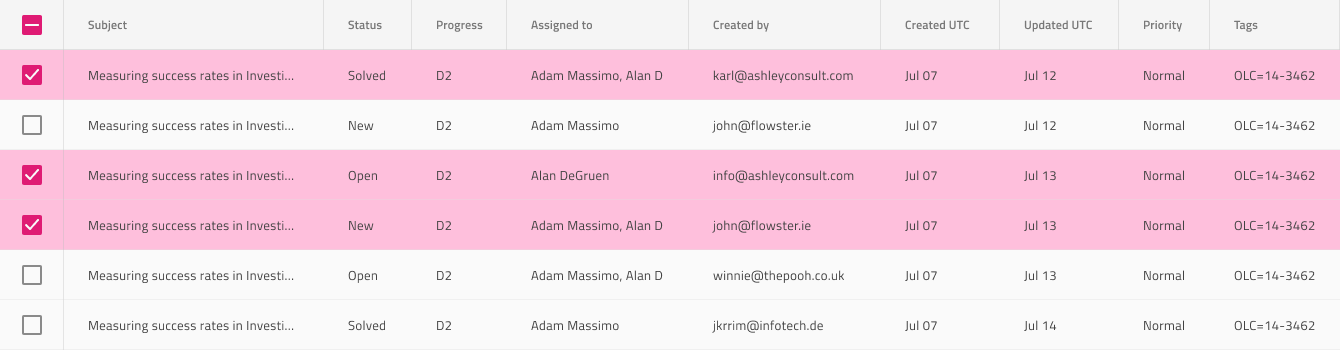 Subject Status Progress Assigned to Created by Created UTC Updated UTC Priority Tags
Measuring success rates in Investi... Solved D2 Adam Massimo, Alan D karl@ashleyconsult.com Jul 07 Jul 12 Normal OLC=14-3462
Measuring success rates in Investi... New D2 Adam Massimo john@flowster.ie Jul 07 Jul 12 Normal OLC=14-3462
Measuring success rates in Investi... Open D2 Alan DeGruen info@ashleyconsult.com Jul 07 Jul 13 Normal OLC=14-3462
Measuring success rates in Investi... New D2 Adam Massimo, Alan D john@flowster.ie Jul 07 Jul 13 Normal OLC=14-3462
Measuring success rates in Investi... Open D2 Adam Massimo, Alan D winnie@thepooh.co.uk Jul 07 Jul 13 Normal OLC=14-3462
Measuring success rates in Investi... Solved D2 Adam Massimo jkrrim@infotech.de Jul 07 Jul 14 Normal OLC=14-3462